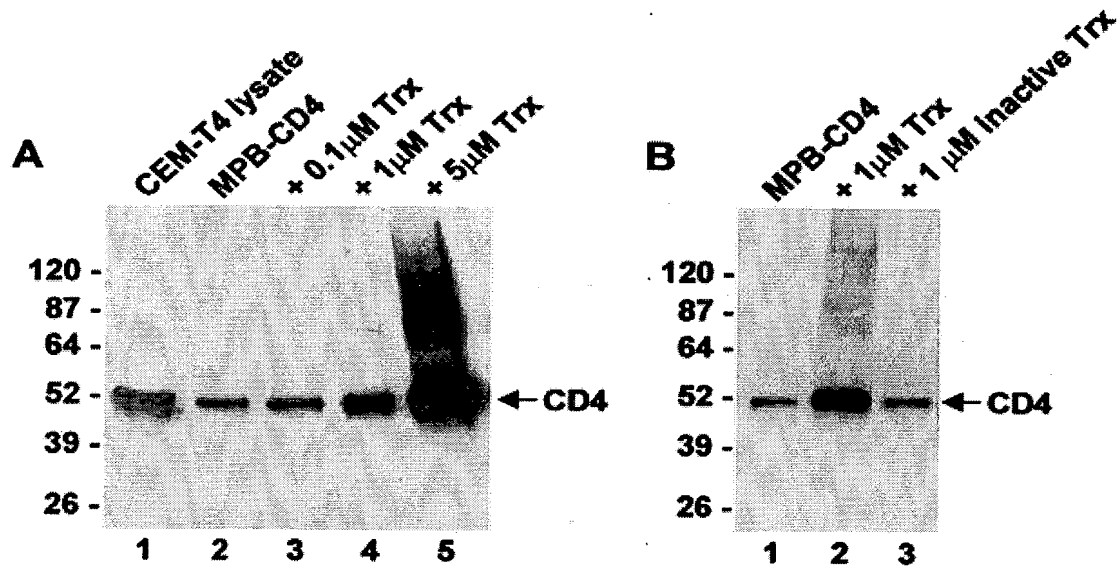 A
CEM-T4 lysate
MPB-CD4
+ 0.1µM Trx
+ 1µM Trx
+ 5µM Trx
120 -
87 -
64 -
52 -
39 -
26 -
CD4
1 2 3 4 5
B
MPB-CD4
+ 1µM Trx
+ 1 µM Inactive Trx
120 -
87 -
64 -
52 -
39 -
26 -
CD4
1 2 3